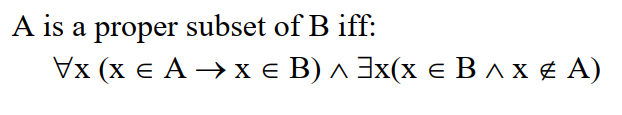 A is a proper subset of B iff:
∀x (x ∈ A → x ∈ B) ∧ ∃x(x ∈ B ∧ x ∉ A)